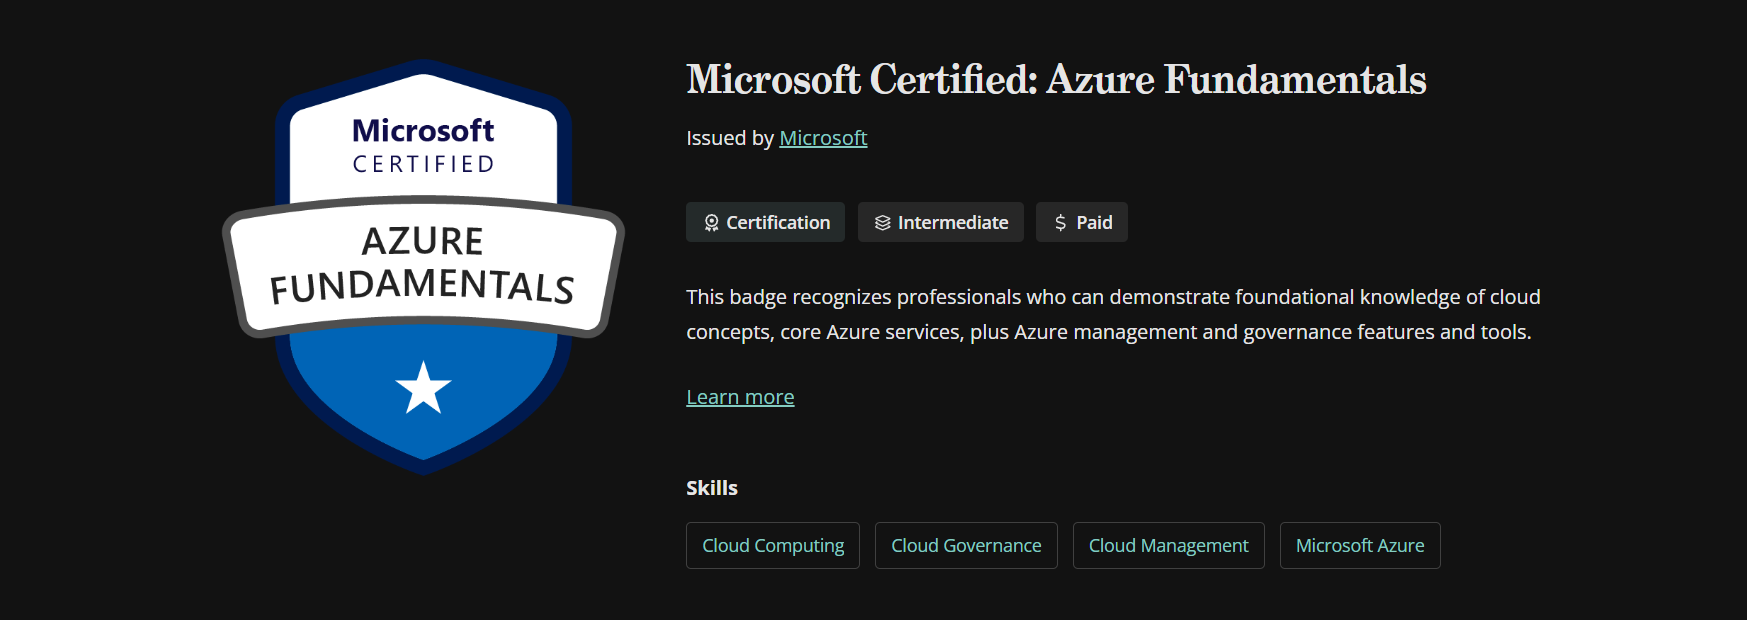 Microsoft
CERTIFIED
AZURE
FUNDAMENTALS
Microsoft Certified: Azure Fundamentals
Issued by Microsoft
Certification
Intermediate
$ Paid
This badge recognizes professionals who can demonstrate foundational knowledge of cloud
concepts, core Azure services, plus Azure management and governance features and tools.
Learn more
Skills
Cloud Computing
Cloud Governance
Cloud Management
Microsoft Azure